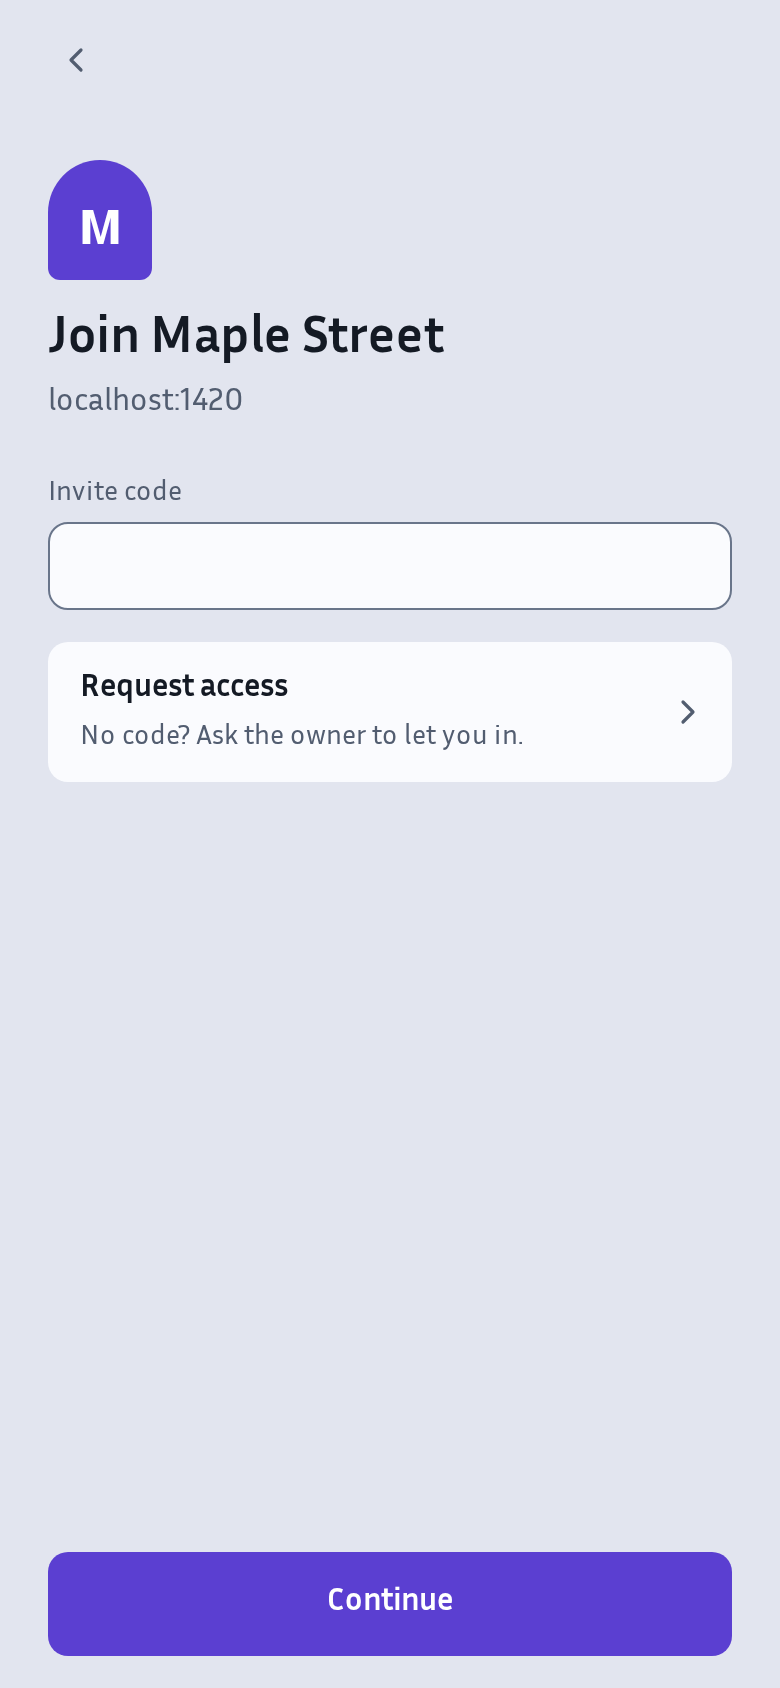 M
Join Maple Street
localhost:1420
Invite code
Request access
No code? Ask the owner to let you in.
Continue